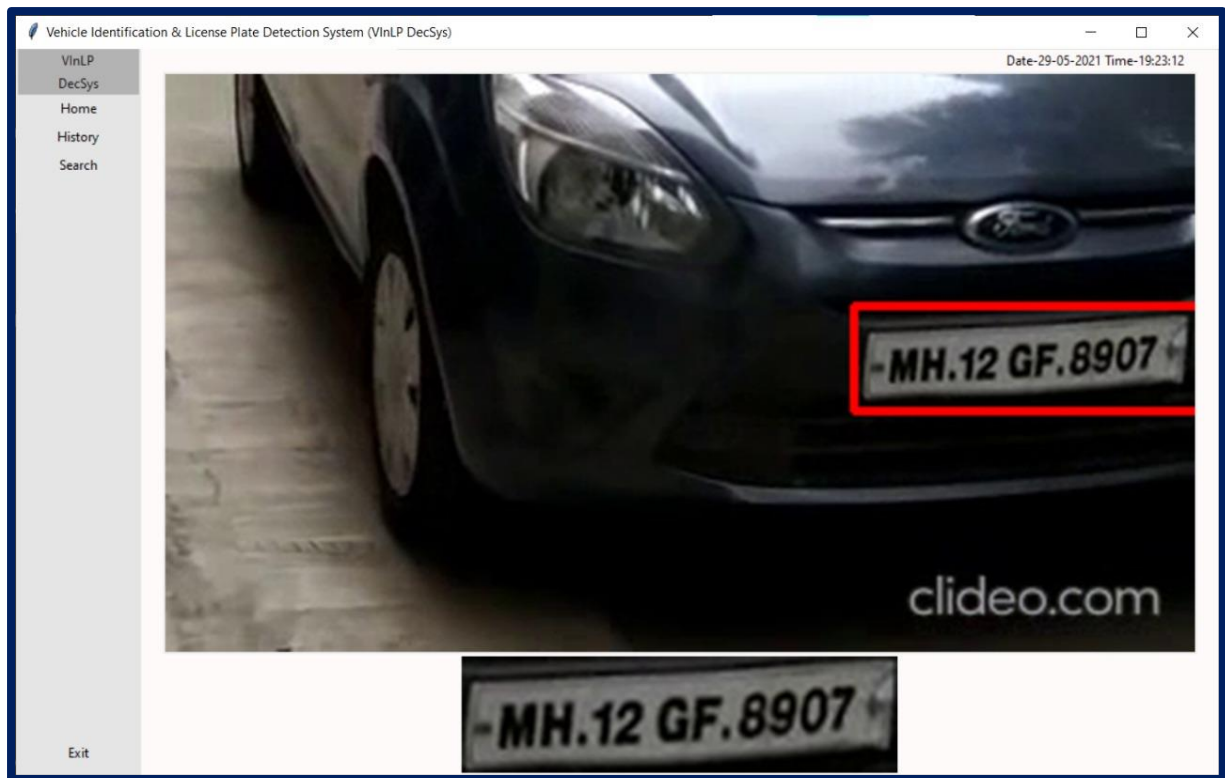 Vehicle Identification & License Plate Detection System (VInLP DecSys)
VInLP
DecSys
Home
History
Search
Exit
Date-29-05-2021 Time-19:23:12
Ford
MH.12 GF.8907
clideo.com
MH.12 GF.8907